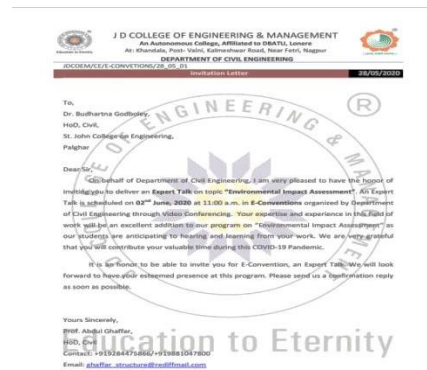 J D COLLEGE OF ENGINEERING & MANAGEMENT
An Autonomous College, Affiliated to DBATU, Lonere
At: Khandala, Post- Valni, Kalmeshwar Road, Near Fetri, Nagpur
DEPARTMENT OF CIVIL ENGINEERING
JDCOEM/CE/E-CONVETIONS/28_05_01
Invitation Letter 28/05/2020
To,
Dr. Budhartna Godboley,
HoD, Civil,
St. John College on Engineering,
Palghar
Dear Sir,
On behalf of Department of Civil Engineering, I am very pleased to have the honor of
inviting you to deliver an Expert Talk on topic "Environmental Impact Assessment". An Expert
Talk is scheduled on 02nd June, 2020 at 11:00 a.m. in E-Conventions organized by Department
of Civil Engineering through Video Conferencing. Your expertise and experience in this field of
work will be an excellent addition to our program on "Environmental Impact Assessment" as
our students are anticipating to hearing and learning from your work. We are very grateful
that you will contribute your valuable time during this COVID-19 Pandemic.
It is an honor to be able to invite you for E-Convention, an Expert Talk. We will look
forward to have your esteemed presence at this program. Please send us a confirmation reply
as soon as possible.
Yours Sincerely,
Prof. Abdul Ghaffar,
HoD, Civil
Contact: +919284475866/+919881047800
Email: ghaffar_structure@rediffmail.com
Education to Eternity
ENGINEERING &
®